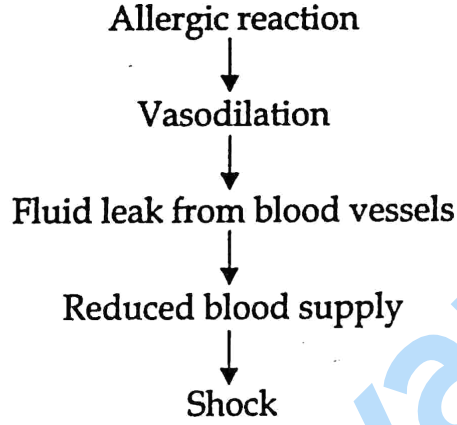 Allergic reaction
Vasodilation
Fluid leak from blood vessels
Reduced blood supply
Shock